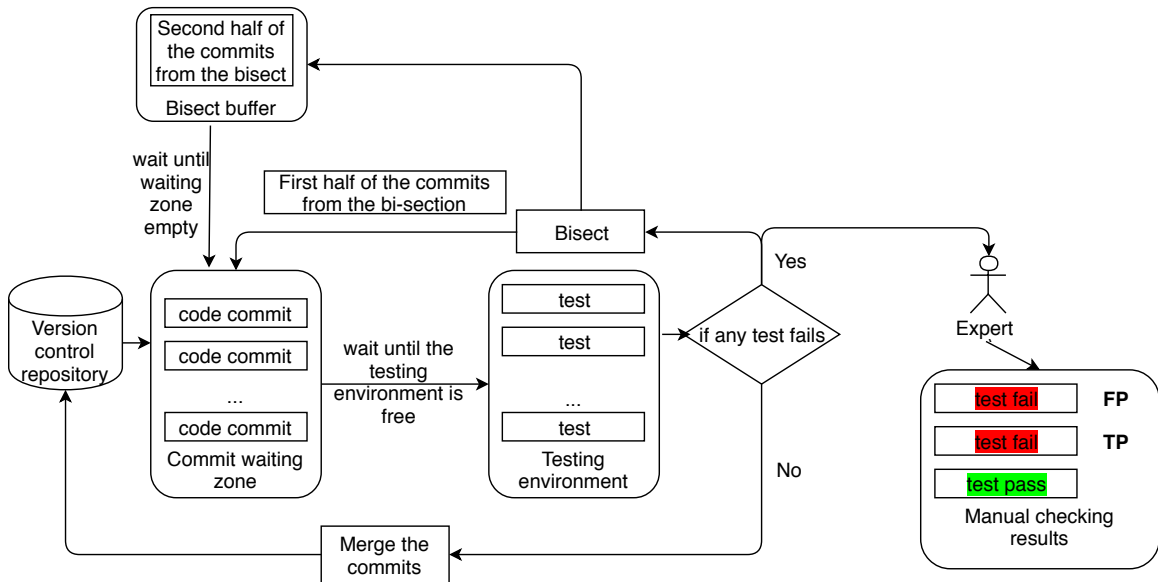 Second half of
the commits
from the bisect
Bisect buffer
wait until
waiting
zone
empty
First half of the commits
from the bi-section
Bisect
Yes
Version
control
repository
code commit
code commit
...
code commit
Commit waiting
zone
wait until the
testing
environment is
free
test
test
...
test
Testing
environment
if any test fails
No
Merge the
commits
Expert
test fail FP
test fail TP
test pass
Manual checking
results